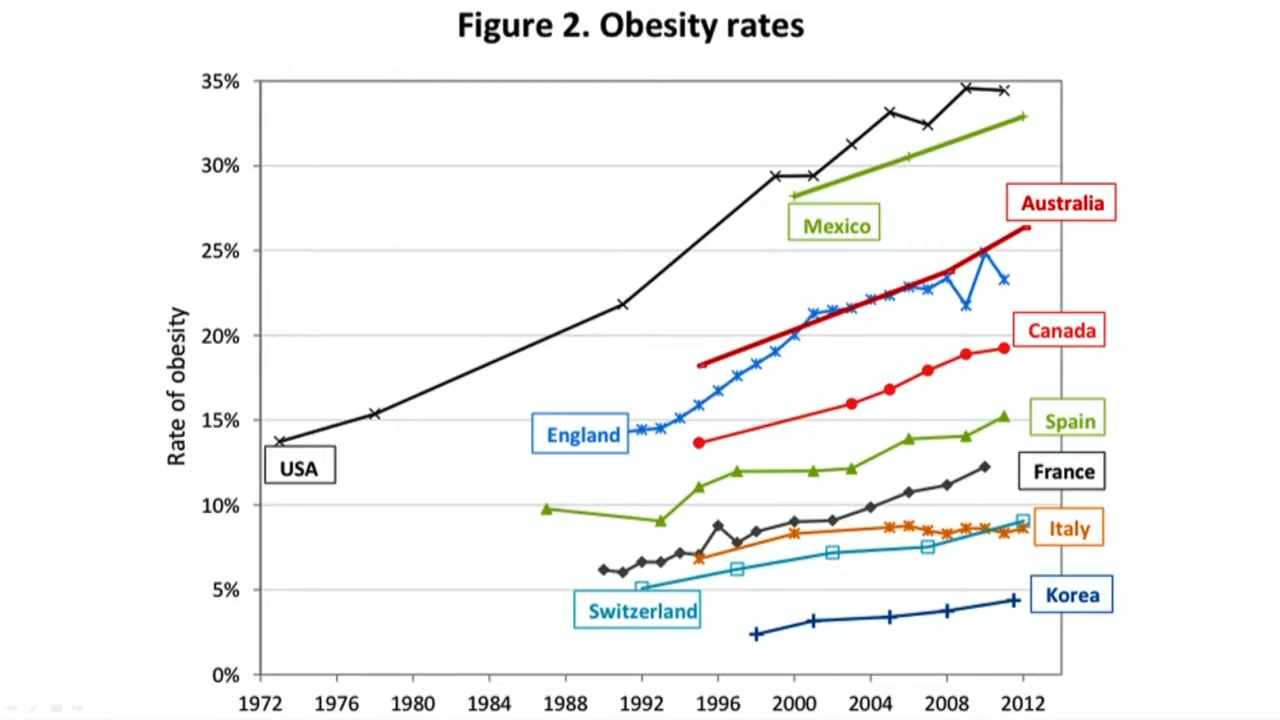 Figure 2. Obesity rates
35%
30%
25%
20%
15%
10%
5%
0%
Rate of obesity
USA
Mexico
Australia
England
Canada
Spain
France
Italy
Switzerland
Korea
1972 1976 1980 1984 1988 1992 1996 2000 2004 2008 2012